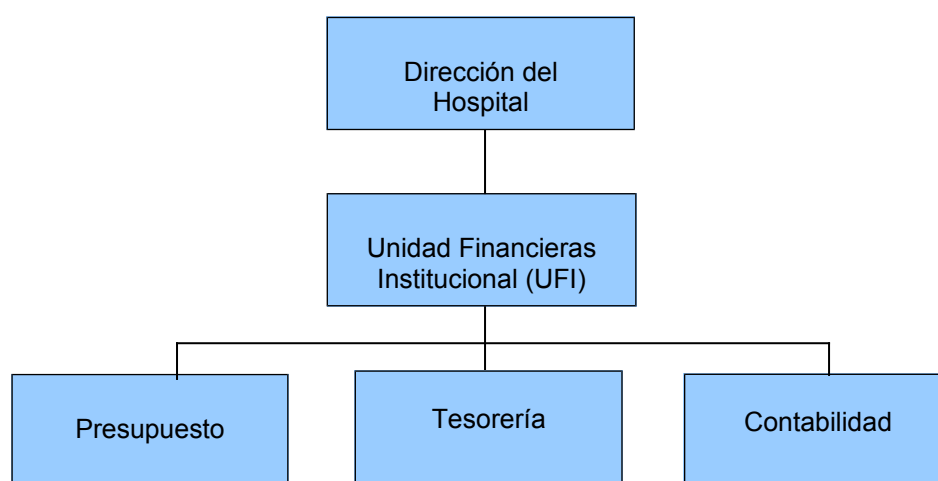 Dirección del
Hospital
Unidad Financieras
Institucional (UFI)
Presupuesto
Tesorería
Contabilidad